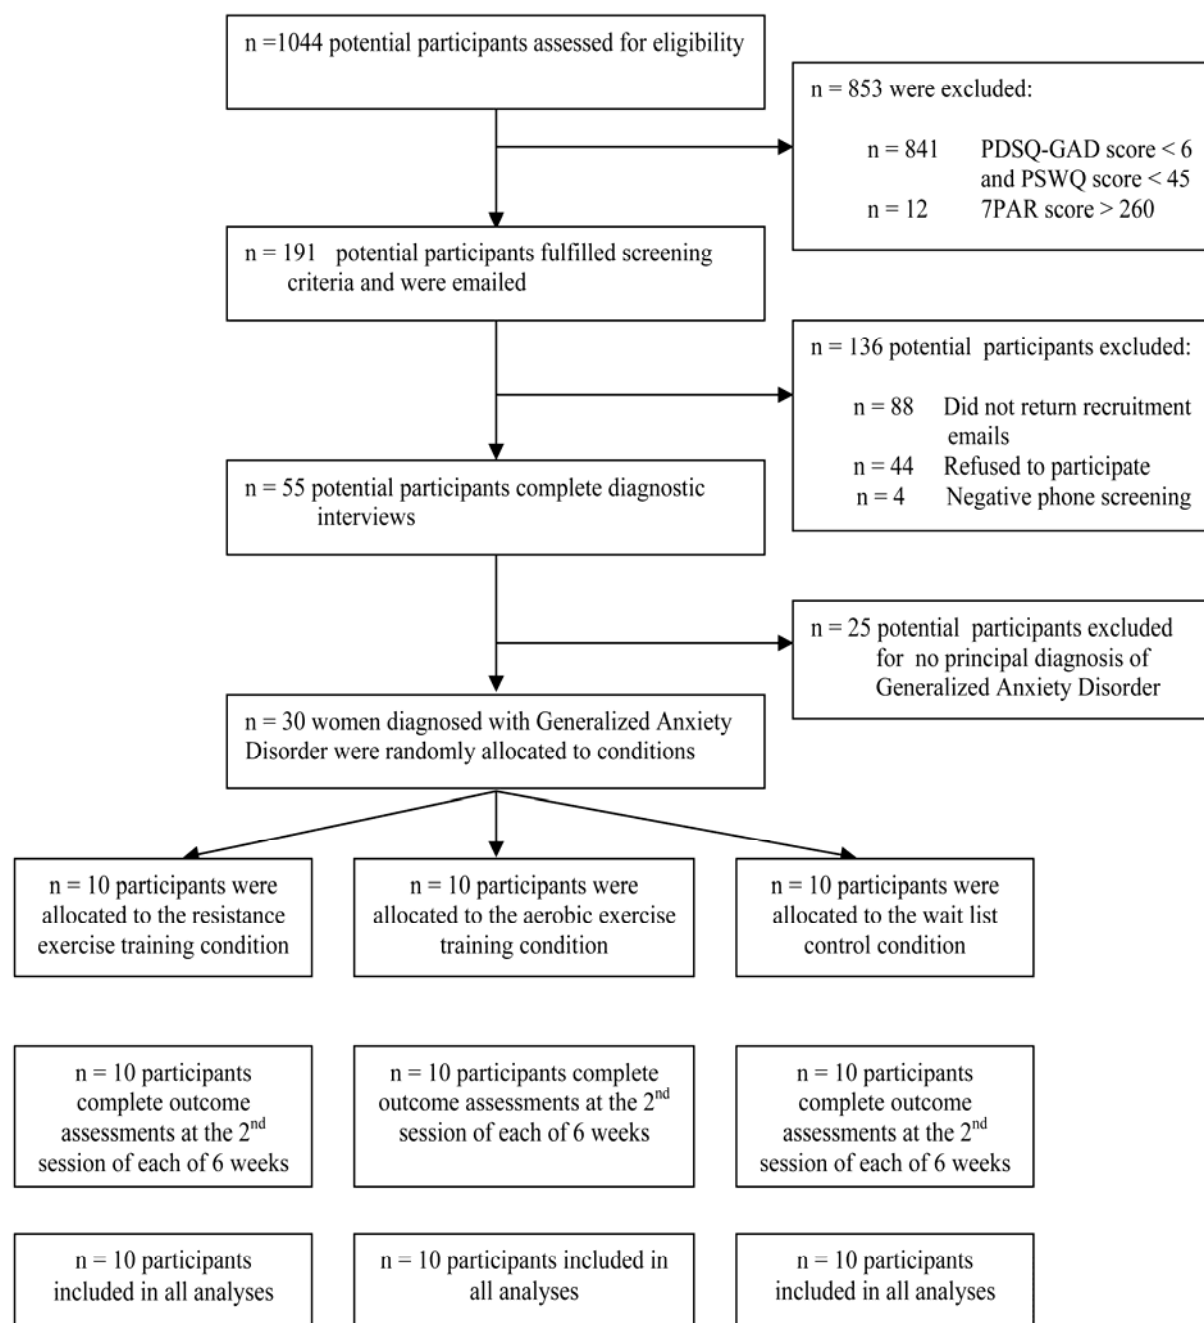 n =1044 potential participants assessed for eligibility
n = 853 were excluded:
n = 841 PDSQ-GAD score < 6
and PSWQ score < 45
n = 12 7PAR score > 260
n = 191 potential participants fulfilled screening
criteria and were emailed
n = 136 potential participants excluded:
n = 88 Did not return recruitment
emails
n = 44 Refused to participate
n = 4 Negative phone screening
n = 55 potential participants complete diagnostic
interviews
n = 25 potential participants excluded
for no principal diagnosis of
Generalized Anxiety Disorder
n = 30 women diagnosed with Generalized Anxiety
Disorder were randomly allocated to conditions
n = 10 participants were
allocated to the resistance
exercise training condition
n = 10 participants were
allocated to the aerobic exercise
training condition
n = 10 participants were
allocated to the wait list
control condition
n = 10 participants
complete outcome
assessments at the 2nd
session of each of 6 weeks
n = 10 participants complete
outcome assessments at the 2nd
session of each of 6 weeks
n = 10 participants
complete outcome
assessments at the 2nd
session of each of 6 weeks
n = 10 participants
included in all analyses
n = 10 participants included in
all analyses
n = 10 participants
included in all analyses